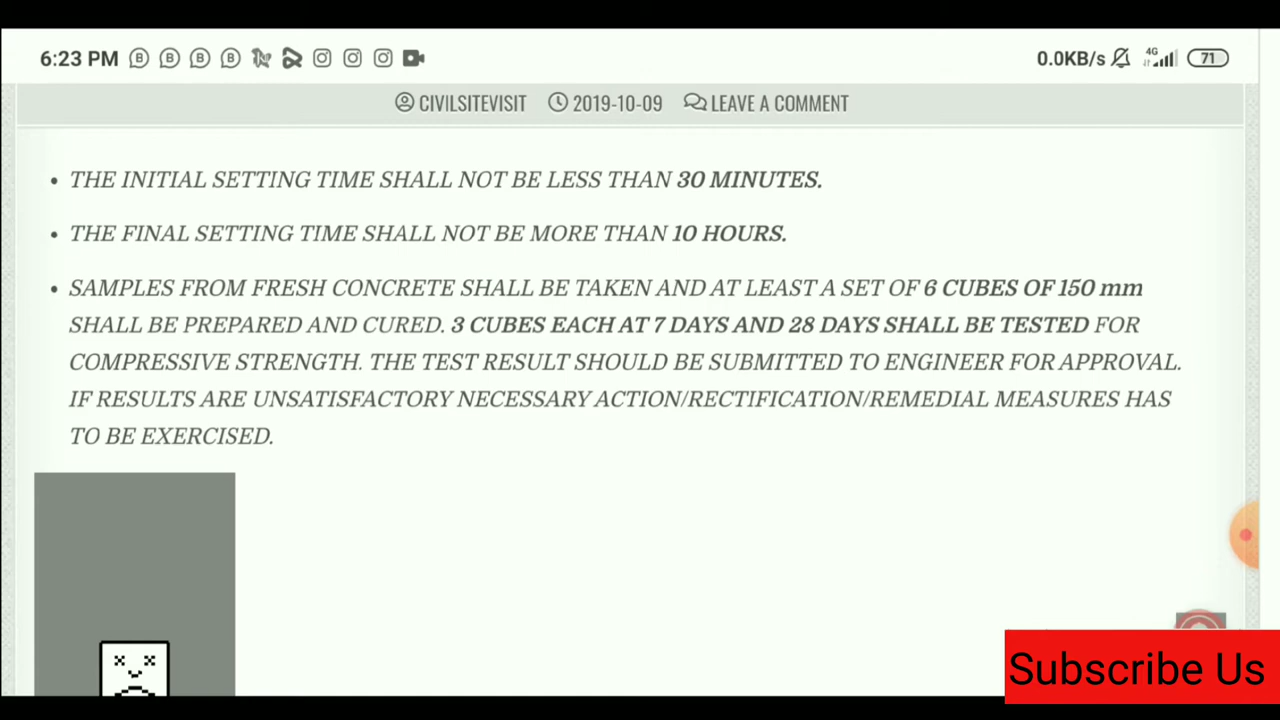 6:23 PM 0.0KB/s 4G 71
CIVILSITEVISIT 2019-10-09 LEAVE A COMMENT
• THE INITIAL SETTING TIME SHALL NOT BE LESS THAN 30 MINUTES.
• THE FINAL SETTING TIME SHALL NOT BE MORE THAN 10 HOURS.
• SAMPLES FROM FRESH CONCRETE SHALL BE TAKEN AND AT LEAST A SET OF 6 CUBES OF 150 mm
SHALL BE PREPARED AND CURED. 3 CUBES EACH AT 7 DAYS AND 28 DAYS SHALL BE TESTED FOR
COMPRESSIVE STRENGTH. THE TEST RESULT SHOULD BE SUBMITTED TO ENGINEER FOR APPROVAL.
IF RESULTS ARE UNSATISFACTORY NECESSARY ACTION/RECTIFICATION/REMEDIAL MEASURES HAS
TO BE EXERCISED.
Subscribe Us